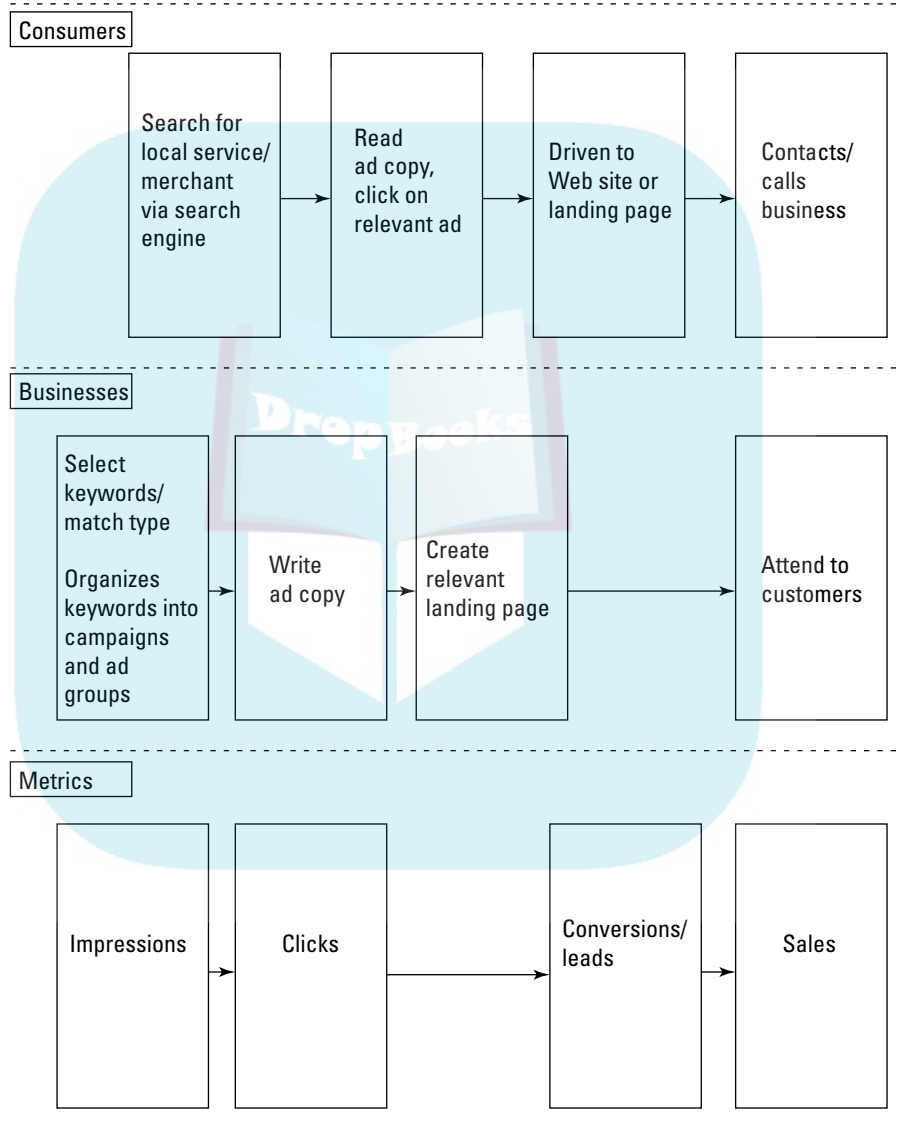 Consumers
Search for
local service/
merchant
via search
engine
Read
ad copy,
click on
relevant ad
Driven to
Web site or
landing page
Contacts/
calls
business
Businesses
DropBooks
Select
keywords/
match type
Organizes
keywords into
campaigns
and ad
groups
Write
ad copy
Create
relevant
landing page
Attend to
customers
Metrics
Impressions
Clicks
Conversions/
leads
Sales